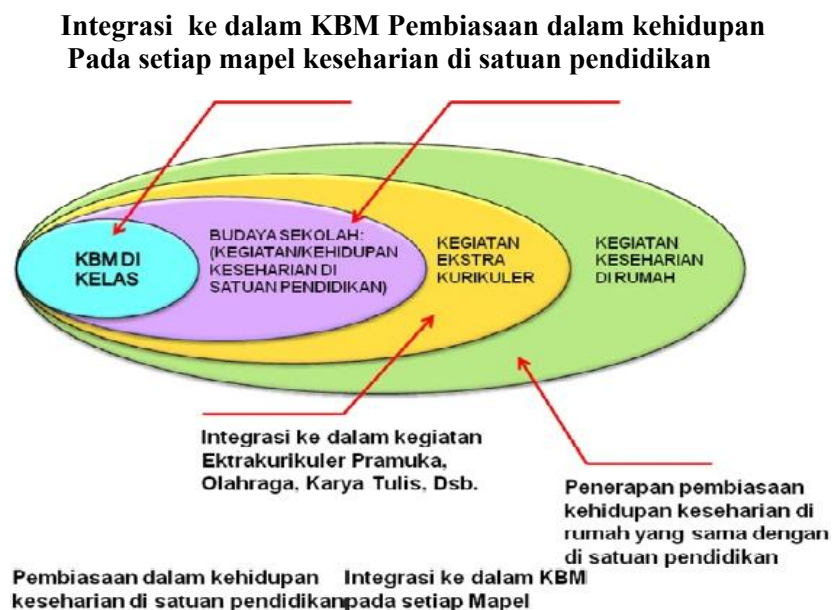 Integrasi ke dalam KBM Pembiasaan dalam kehidupan
Pada setiap mapel keseharian di satuan pendidikan
KBM DI
KELAS
BUDAYA SEKOLAH:
(KEGIATAN/KEHIDUPAN
KESEHARIAN DI
SATUAN PENDIDIKAN)
KEGIATAN
EKSTRA
KURIKULER
KEGIATAN
KESEHARIAN
DI RUMAH
Integrasi ke dalam kegiatan
Ektrakurikuler Pramuka,
Olahraga, Karya Tulis, Dsb.
Penerapan pembiasaan
kehidupan keseharian di
rumah yang sama dengan
di satuan pendidikan
Pembiasaan dalam kehidupan
keseharian di satuan pendidikan
Integrasi ke dalam KBM
pada setiap Mapel